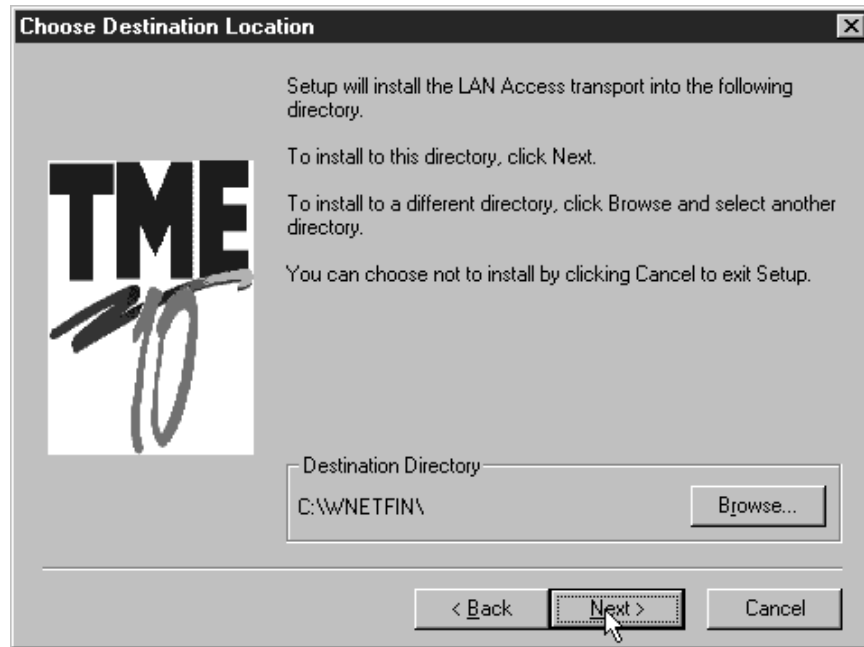 Choose Destination Location
Setup will install the LAN Access transport into the following
directory.
To install to this directory, click Next.
To install to a different directory, click Browse and select another
directory.
You can choose not to install by clicking Cancel to exit Setup.
TME
10
Destination Directory
C:\WNETFIN\
Browse...
< Back
Next >
Cancel